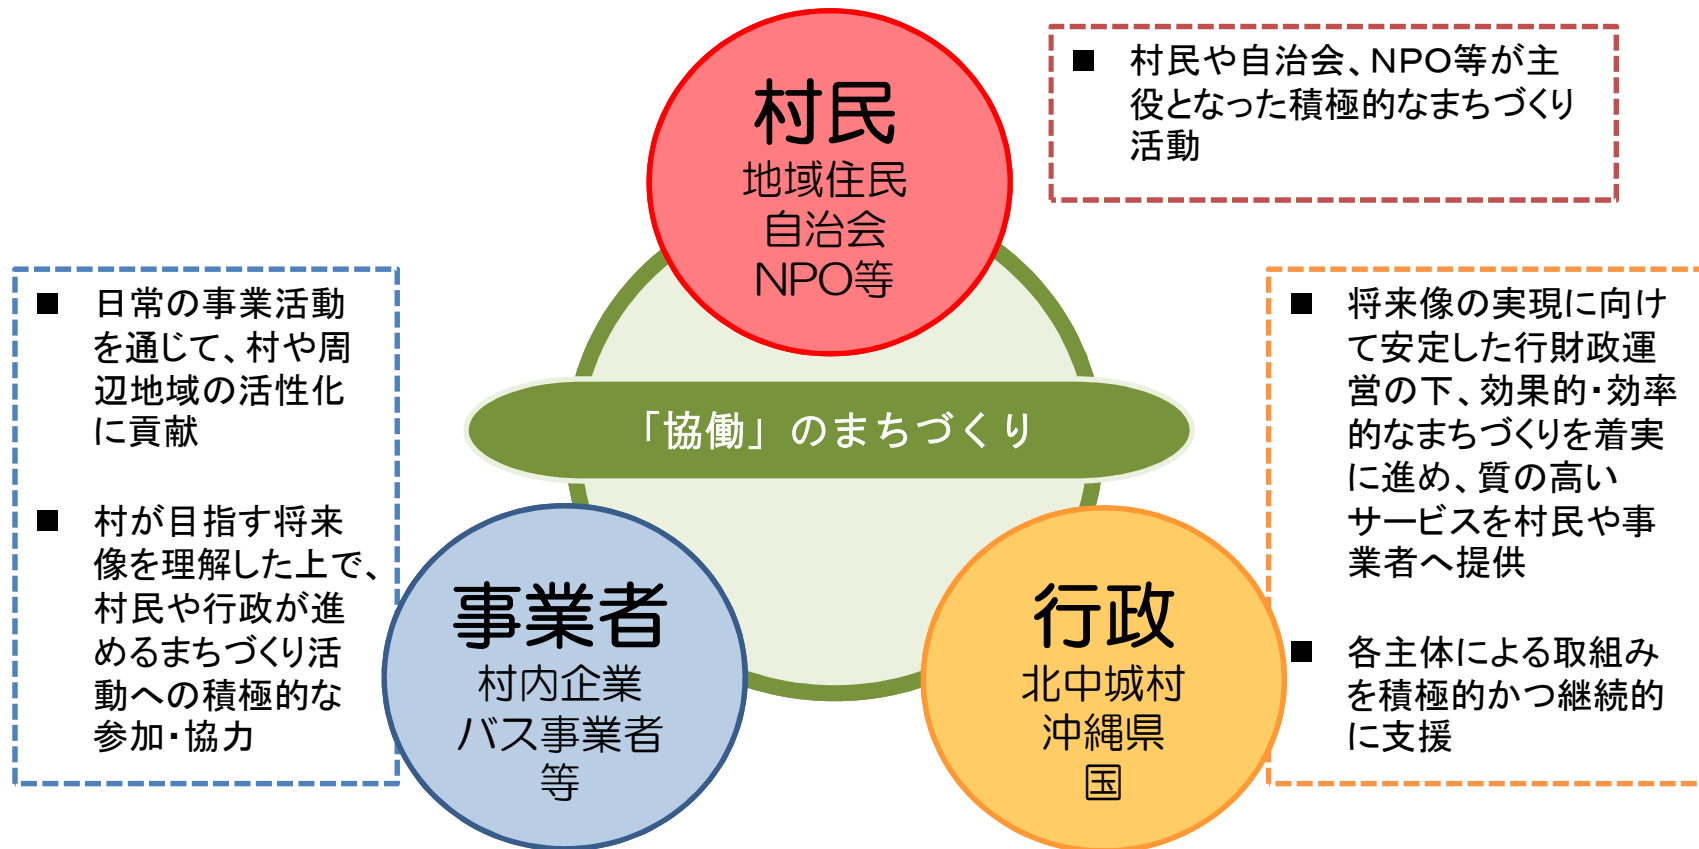 村民
地域住民
自治会
NPO等
■ 村民や自治会、NPO等が主
役となった積極的なまちづくり
活動
「協働」のまちづくり
■ 日常の事業活動
を通じて、村や周
辺地域の活性化
に貢献
■ 村が目指す将来
像を理解した上で、
村民や行政が進
めるまちづくり活
動への積極的な
参加・協力
事業者
村内企業
バス事業者
等
行政
北中城村
沖縄県
国
■ 将来像の実現に向け
て安定した行財政運
営の下、効果的・効率
的なまちづくりを着実
に進め、質の高い
サービスを村民や事
業者へ提供
■ 各主体による取組み
を積極的かつ継続的
に支援